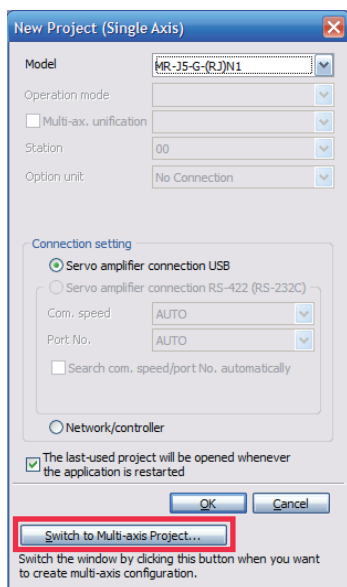 New Project (Single Axis)
Model MR-J5-G-(RJ)N1
Operation mode
Multi-ax. unification
Station 00
Option unit No Connection
Connection setting
Servo amplifier connection USB
Servo amplifier connection RS-422 (RS-232C)
Com. speed AUTO
Port No. AUTO
Search com. speed/port No. automatically
Network/controller
The last-used project will be opened whenever
the application is restarted
OK Cancel
Switch to Multi-axis Project...
Switch the window by clicking this button when you want
to create multi-axis configuration.